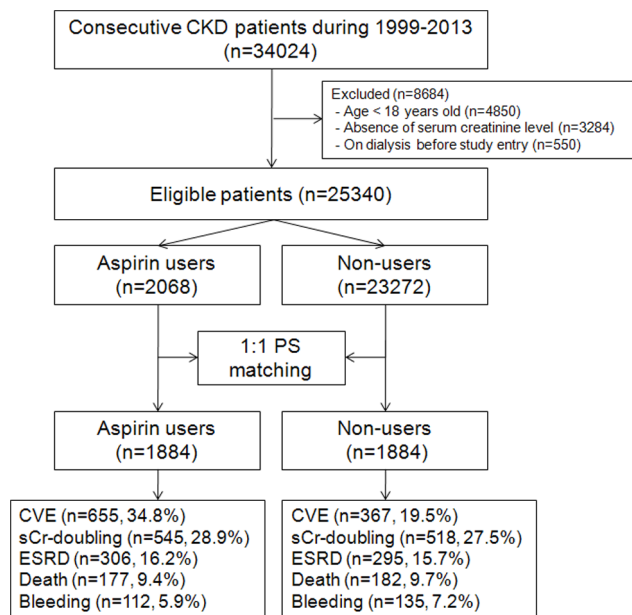 Consecutive CKD patients during 1999-2013
(n=34024)
Excluded (n=8684)
- Age < 18 years old (n=4850)
- Absence of serum creatinine level (n=3284)
- On dialysis before study entry (n=550)
Eligible patients (n=25340)
Aspirin users
(n=2068)
Non-users
(n=23272)
1:1 PS
matching
Aspirin users
(n=1884)
Non-users
(n=1884)
CVE (n=655, 34.8%)
sCr-doubling (n=545, 28.9%)
ESRD (n=306, 16.2%)
Death (n=177, 9.4%)
Bleeding (n=112, 5.9%)
CVE (n=367, 19.5%)
sCr-doubling (n=518, 27.5%)
ESRD (n=295, 15.7%)
Death (n=182, 9.7%)
Bleeding (n=135, 7.2%)